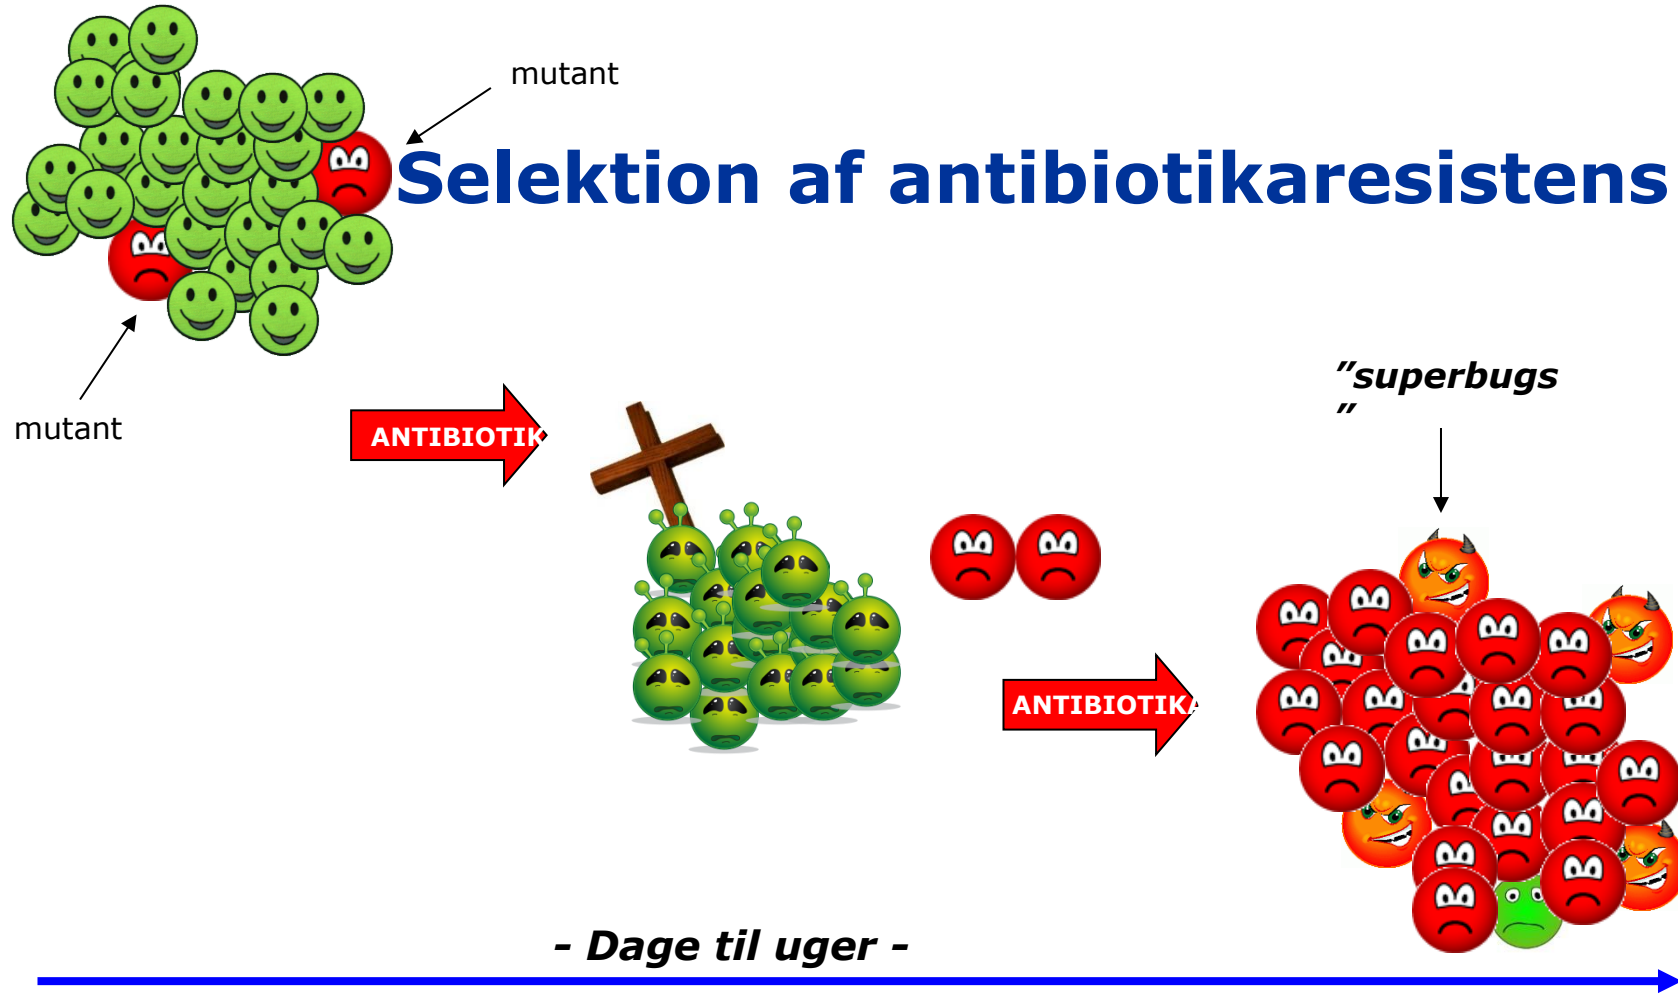 mutant
Selektion af antibiotikaresistens
mutant
ANTIBIOTIK
”superbugs
”
ANTIBIOTIKA
- Dage til uger -